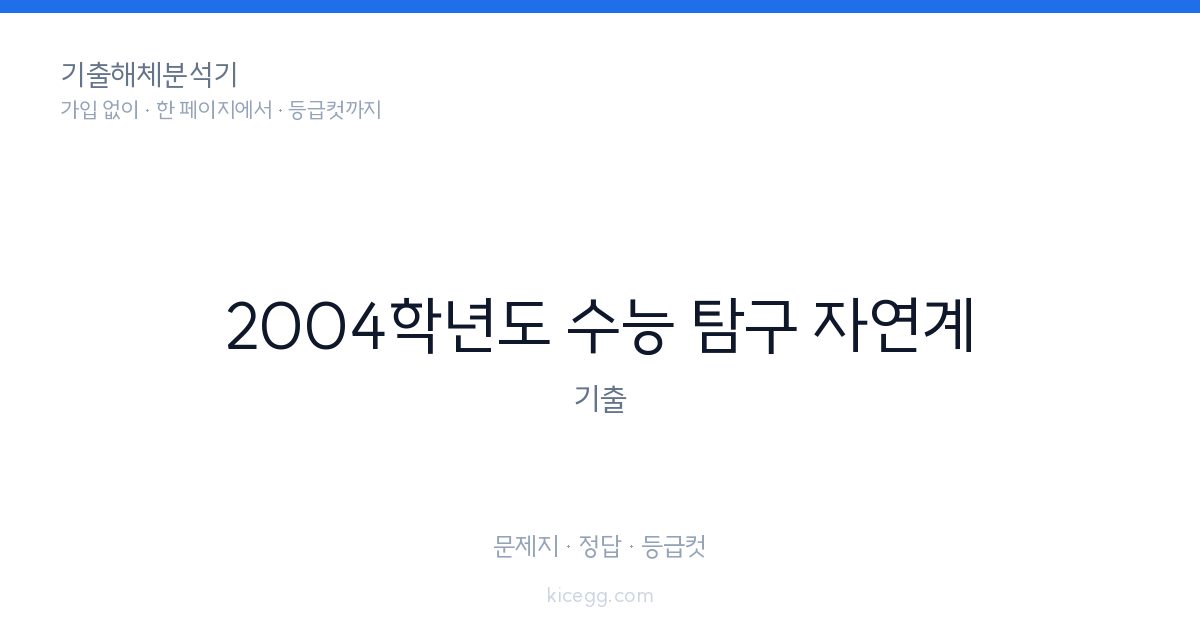 기출해체분석기
가입 없이 · 한 페이지에서 · 등급컷까지
2004학년도 수능 탐구 자연계
기출
문제지 · 정답 · 등급컷
kicegg.com